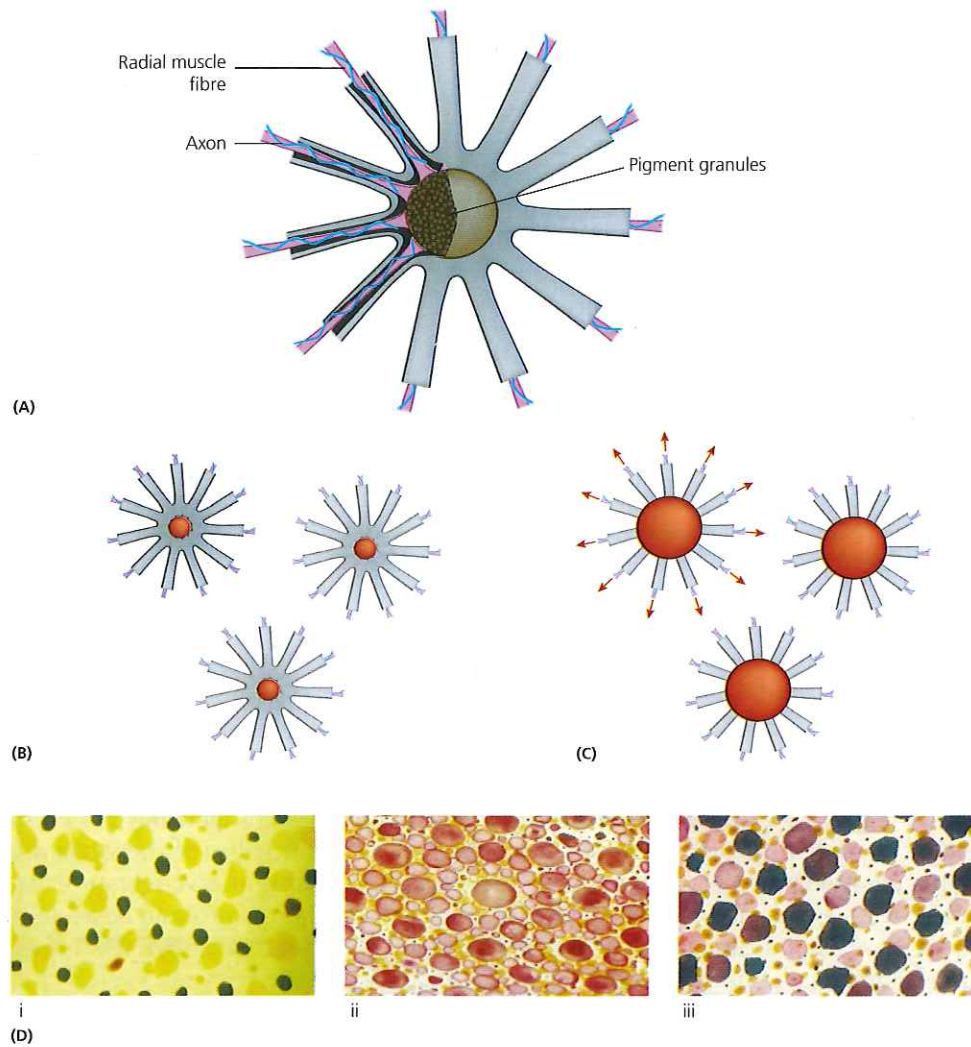 Radial muscle
fibre
Axon
Pigment granules
(A)
(B)
(C)
i
ii
iii
(D)